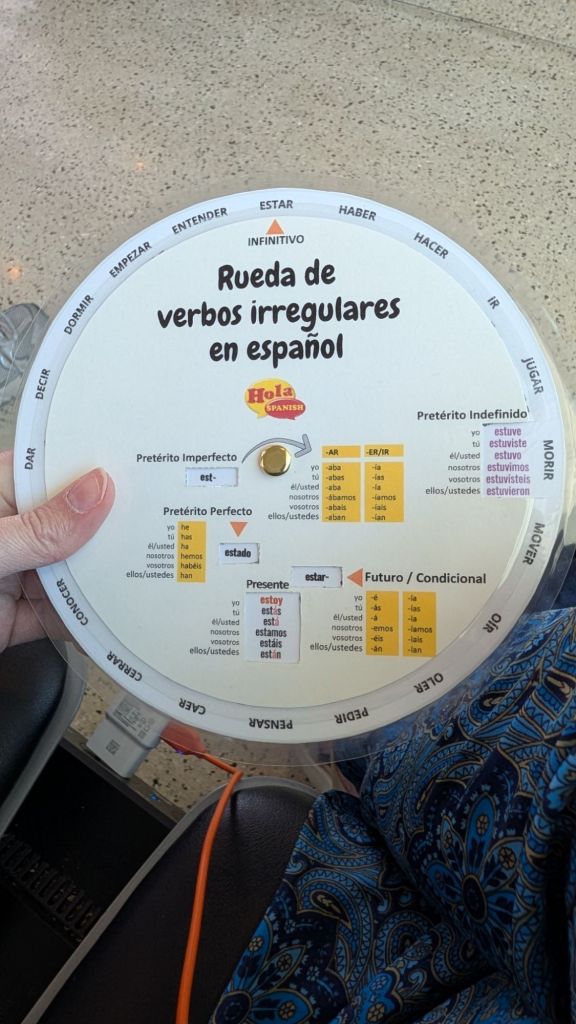 ESTAR
HABER
HACER
IR
JUGAR
MORIR
MOVER
OÍR
OLER
PEDIR
PENSAR
CAER
CERRAR
CONOCER
DAR
DECIR
DORMIR
EMPEZAR
ENTENDER
INFINITIVO
Rueda de
verbos irregulares
en español
Hola
SPANISH
Pretérito Indefinido
yo estuve
tú estuviste
él/usted estuvo
nosotros estuvimos
vosotros estuvisteis
ellos/ustedes estuvieron
Pretérito Imperfecto
est-
-AR -ER/IR
yo -aba -ía
tú -abas -ías
él/usted -aba -ía
nosotros -ábamos -íamos
vosotros -abais -íais
ellos/ustedes -aban -ían
Pretérito Perfecto
yo he
tú has
él/usted ha
nosotros hemos
vosotros habéis
ellos/ustedes han
estado
Presente
yo estoy
tú estás
él/usted está
nosotros estamos
vosotros estáis
ellos/ustedes están
estar-
Futuro / Condicional
yo -é -ía
tú -ás -ías
él/usted -á -ía
nosotros -emos -íamos
vosotros -éis -íais
ellos/ustedes -án -ían